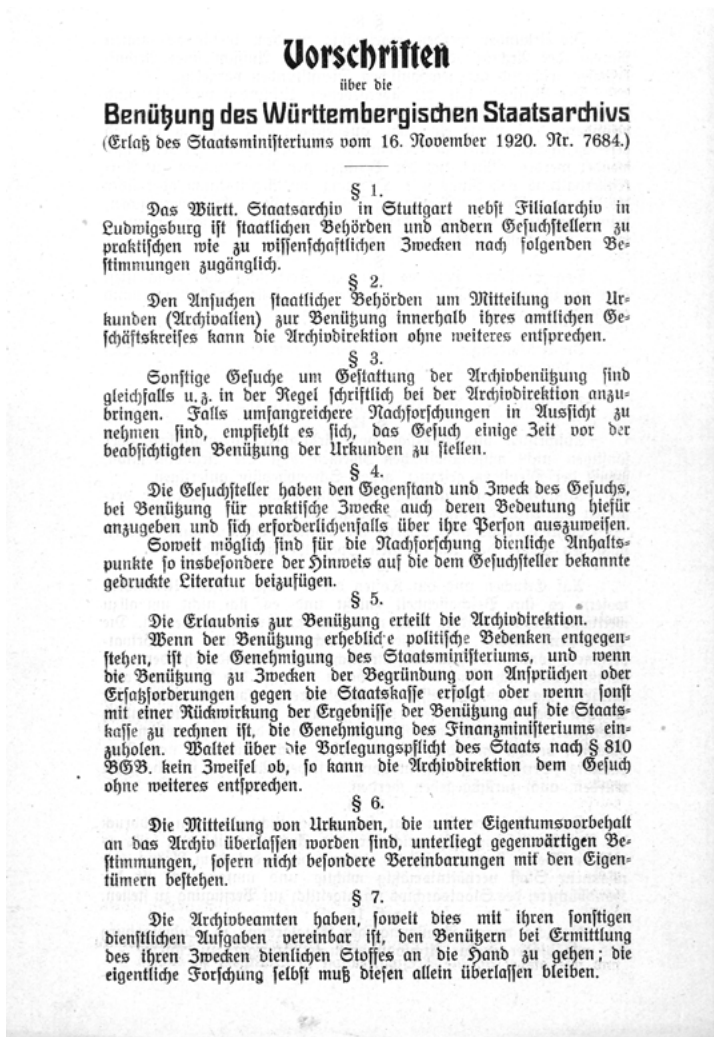 Vorschriften
über die
Benützung des Württembergischen Staatsarchivs
(Erlaß des Staatsministeriums vom 16. November 1920. Nr. 7684.)
§ 1.
Das Württ. Staatsarchiv in Stuttgart nebst Filialarchiv in
Ludwigsburg ist staatlichen Behörden und andern Gesuchstellern zu
praktischen wie zu wissenschaftlichen Zwecken nach folgenden Be-
stimmungen zugänglich.
§ 2.
Den Ansuchen staatlicher Behörden um Mitteilung von Ur-
kunden (Archivalien) zur Benützung innerhalb ihres amtlichen Ge-
schäftskreises kann die Archivdirektion ohne weiteres entsprechen.
§ 3.
Sonstige Gesuche um Gestattung der Archivbenützung sind
gleichfalls u. z. in der Regel schriftlich bei der Archivdirektion anzu-
bringen. Falls umfangreichere Nachforschungen in Aussicht zu
nehmen sind, empfiehlt es sich, das Gesuch einige Zeit vor der
beabsichtigten Benützung der Urkunden zu stellen.
§ 4.
Die Gesuchsteller haben den Gegenstand und Zweck des Gesuchs,
bei Benützung für praktische Zwecke auch deren Bedeutung hiefür
anzugeben und sich erforderlichenfalls über ihre Person auszuweisen.
Soweit möglich sind für die Nachforschung dienliche Anhalts-
punkte so insbesondere der Hinweis auf die dem Gesuchsteller bekannte
gedruckte Literatur beizufügen.
§ 5.
Die Erlaubnis zur Benützung erteilt die Archivdirektion.
Wenn der Benützung erhebliche politische Bedenken entgegen-
stehen, ist die Genehmigung des Staatsministeriums, und wenn
die Benützung zu Zwecken der Begründung von Ansprüchen oder
Ersatzforderungen gegen die Staatskasse erfolgt oder wenn sonst
mit einer Rückwirkung der Ergebnisse der Benützung auf die Staats-
kasse zu rechnen ist, die Genehmigung des Finanzministeriums ein-
zuholen. Waltet über die Vorlegungspflicht des Staats nach § 810
BGB. kein Zweifel ob, so kann die Archivdirektion dem Gesuch
ohne weiteres entsprechen.
§ 6.
Die Mitteilung von Urkunden, die unter Eigentumsvorbehalt
an das Archiv überlassen worden sind, unterliegt gegenwärtigen Be-
stimmungen, sofern nicht besondere Vereinbarungen mit den Eigen-
tümern bestehen.
§ 7.
Die Archivbeamten haben, soweit dies mit ihren sonstigen
dienstlichen Aufgaben vereinbar ist, den Benützern bei Ermittlung
des ihren Zwecken dienlichen Stoffes an die Hand zu gehen; die
eigentliche Forschung selbst muß diesen allein überlassen bleiben.